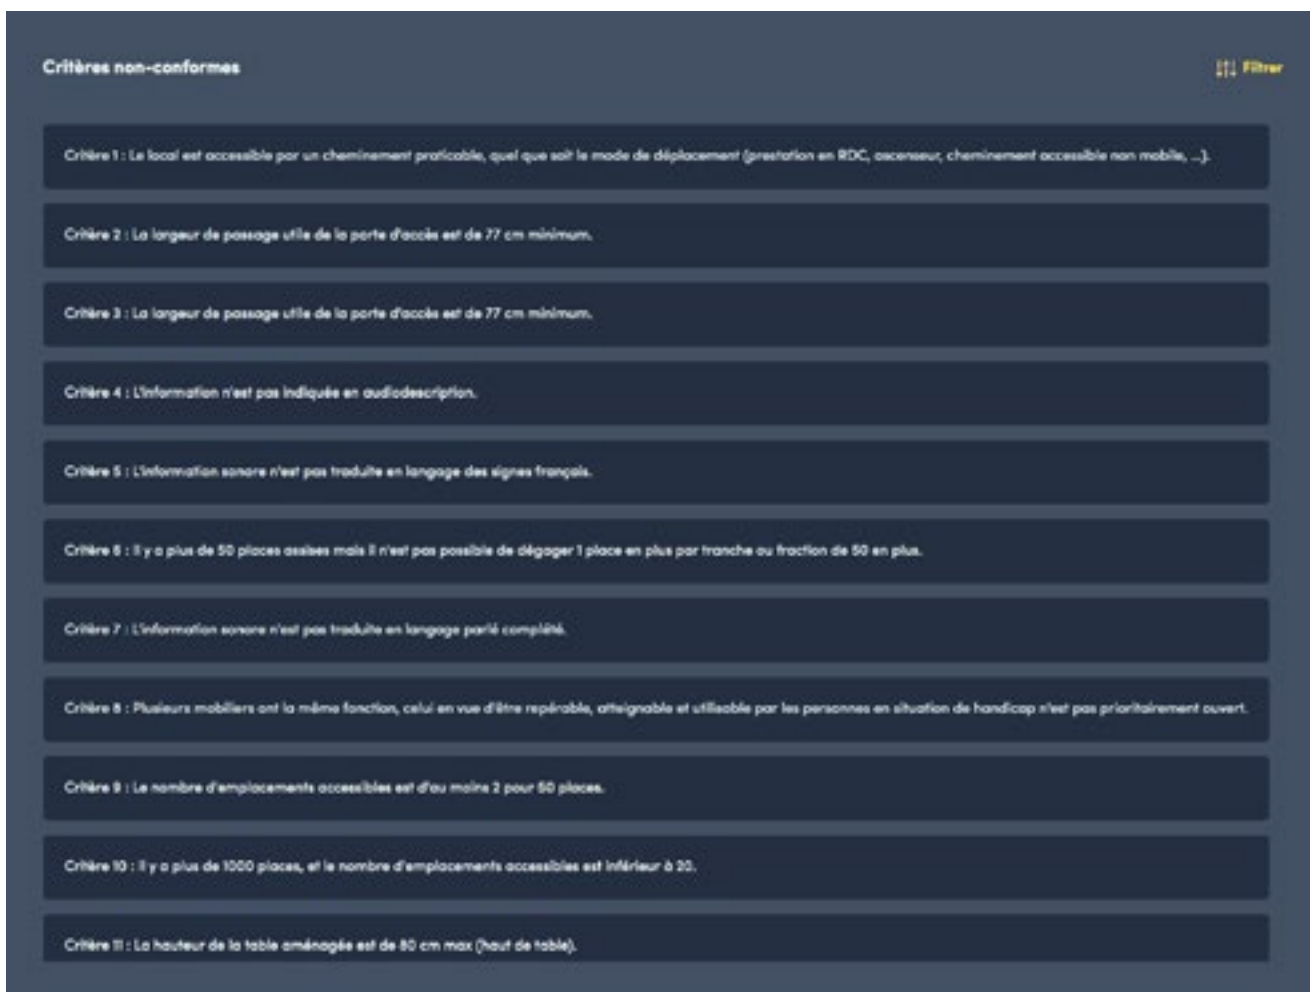 Critères non-conformes
Filtrer
Critère 1 : Le local est accessible par un cheminement praticable, quel que soit le mode de déplacement (prestation en RDC, ascenseur, cheminement accessible non mobile, ...).
Critère 2 : La largeur de passage utile de la porte d'accès est de 77 cm minimum.
Critère 3 : La largeur de passage utile de la porte d'accès est de 77 cm minimum.
Critère 4 : L'information n'est pas indiquée en audiodescription.
Critère 5 : L'information sonore n'est pas traduite en langage des signes français.
Critère 6 : Il y a plus de 50 places assises mais il n'est pas possible de dégager 1 place en plus par tranche ou fraction de 50 en plus.
Critère 7 : L'information sonore n'est pas traduite en langage parlé complété.
Critère 8 : Plusieurs mobiliers ont la même fonction, celui en vue d'être repérable, atteignable et utilisable par les personnes en situation de handicap n'est pas prioritairement ouvert.
Critère 9 : Le nombre d'emplacements accessibles est d'au moins 2 pour 50 places.
Critère 10 : Il y a plus de 1000 places, et le nombre d'emplacements accessibles est inférieur à 20.
Critère 11 : La hauteur de la table aménagée est de 80 cm max (haut de table).